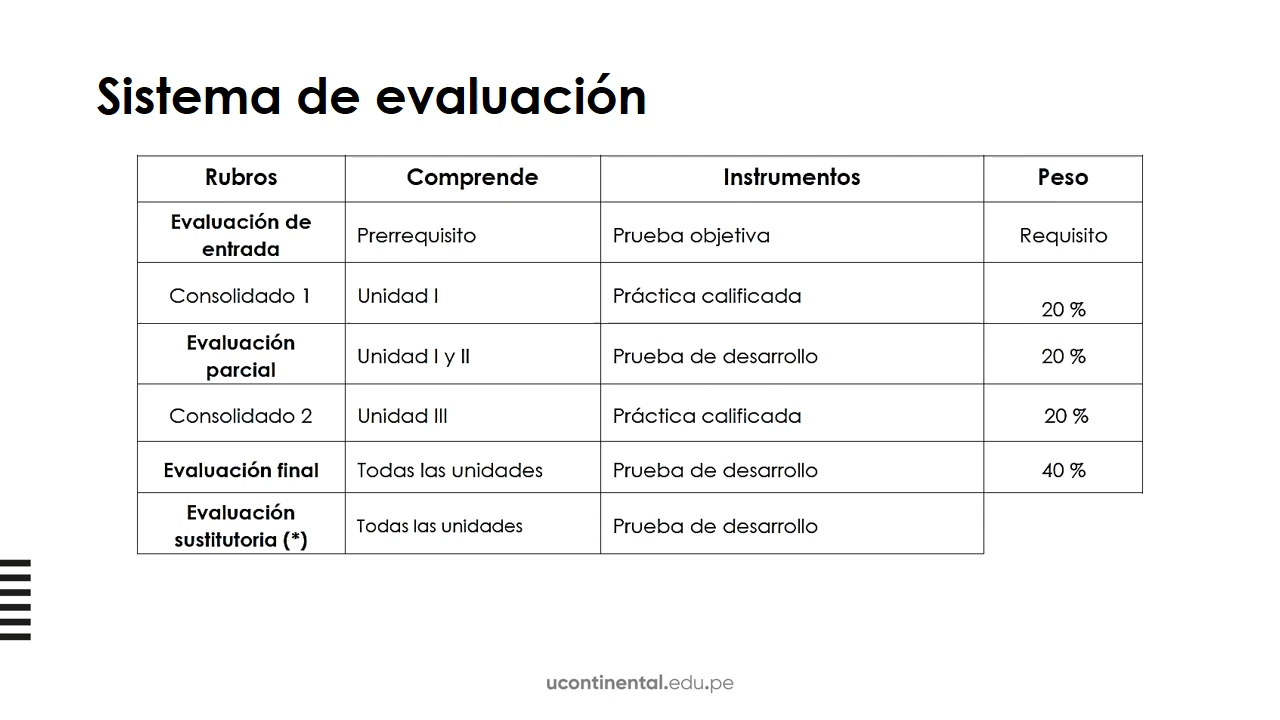 Sistema de evaluación
Rubros Comprende Instrumentos Peso
Evaluación de
entrada Prerrequisito Prueba objetiva Requisito
Consolidado 1 Unidad I Práctica calificada 20 %
Evaluación
parcial Unidad I y II Prueba de desarrollo 20 %
Consolidado 2 Unidad III Práctica calificada 20 %
Evaluación final Todas las unidades Prueba de desarrollo 40 %
Evaluación
sustitutoria (*) Todas las unidades Prueba de desarrollo
ucontinental.edu.pe